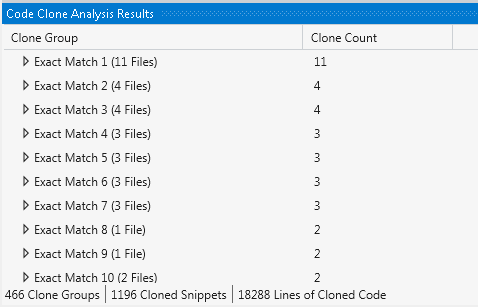 Code Clone Analysis Results
Clone Group Clone Count
Exact Match 1 (11 Files) 11
Exact Match 2 (4 Files) 4
Exact Match 3 (4 Files) 4
Exact Match 4 (3 Files) 3
Exact Match 5 (3 Files) 3
Exact Match 6 (3 Files) 3
Exact Match 7 (3 Files) 3
Exact Match 8 (1 File) 2
Exact Match 9 (1 File) 2
Exact Match 10 (2 Files) 2
466 Clone Groups | 1196 Cloned Snippets | 18288 Lines of Cloned Code